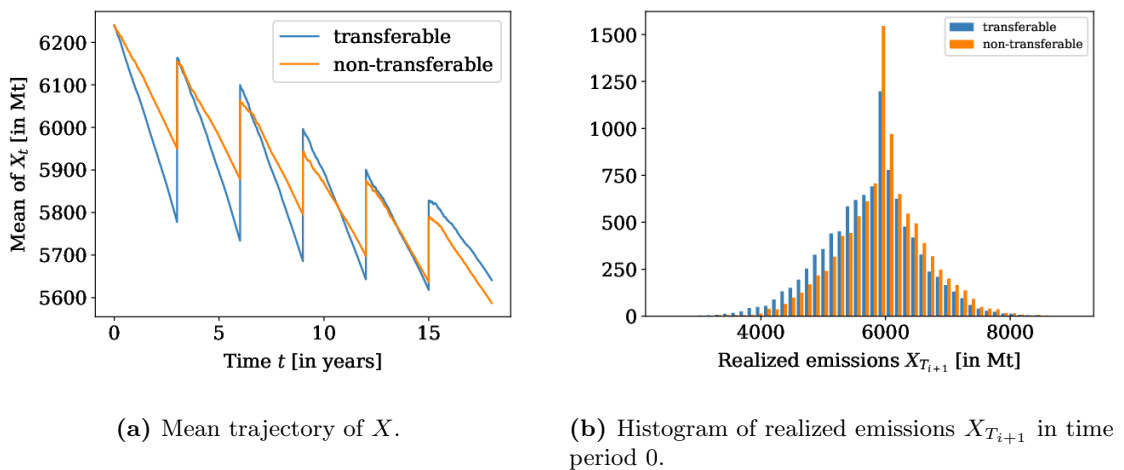 6200
6100
6000
5900
5800
5700
5600
Mean of X_t [in Mt]
transferable
non-transferable
0
5
10
15
Time t [in years]
1500
1250
1000
750
500
250
0
transferable
non-transferable
4000
6000
8000
Realized emissions X_{T_{i+1}} [in Mt]
(a) Mean trajectory of X.
(b) Histogram of realized emissions X_{T_{i+1}} in time
period 0.